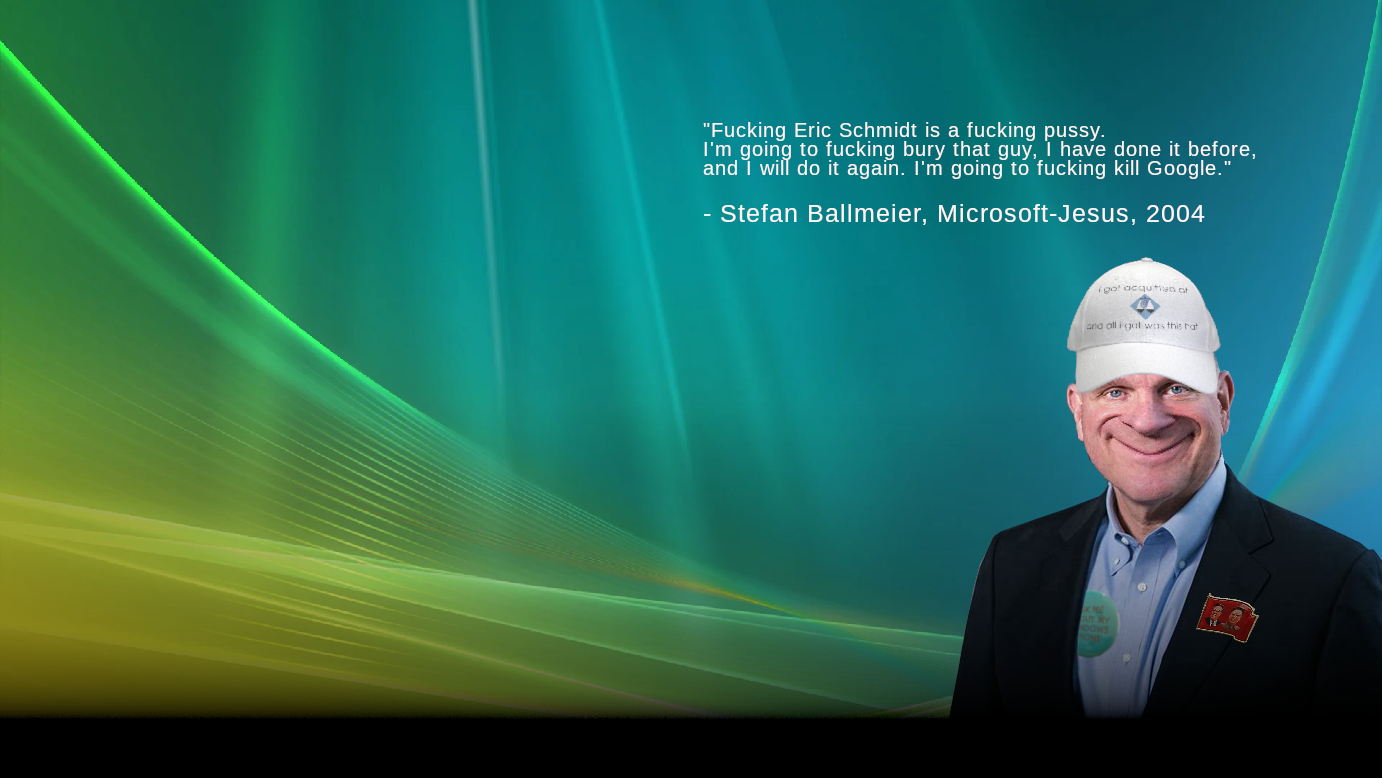 "Fucking Eric Schmidt is a fucking pussy.
I'm going to fucking bury that guy, I have done it before,
and I will do it again. I'm going to fucking kill Google."
- Stefan Ballmeier, Microsoft-Jesus, 2004
i got acquitted at
and all i got was this hat